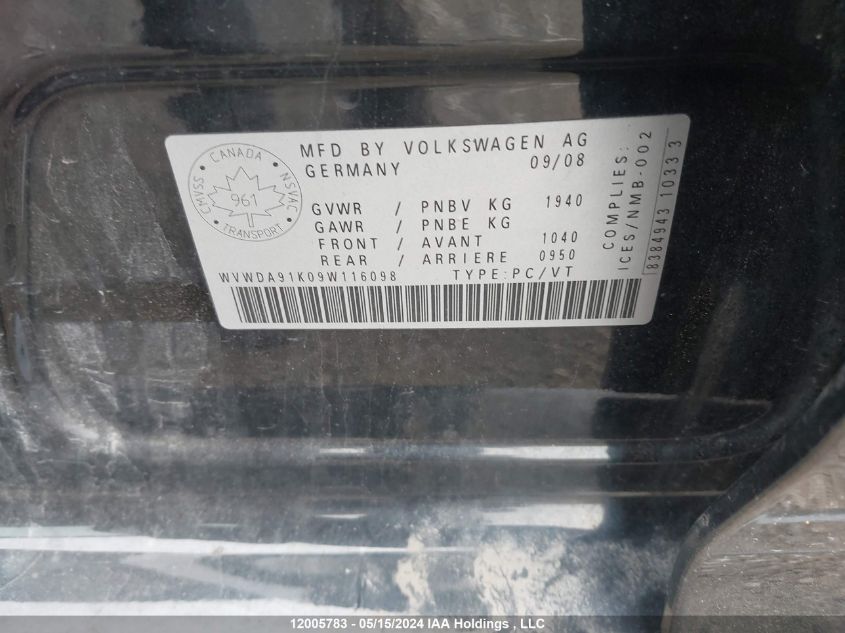 CANADA
CMVSS
NSVAC
961
TRANSPORT
MFD BY VOLKSWAGEN AG
GERMANY 09/08
GVWR / PNBV KG 1940
GAWR / PNBE KG
FRONT / AVANT 1040
REAR / ARRIERE 0950
WVWDA91K09W116098 TYPE:PC/VT
COMPLIES:
ICES/NMB-002
8384943 1033 3
12005783 - 05/15/2024 IAA Holdings , LLC